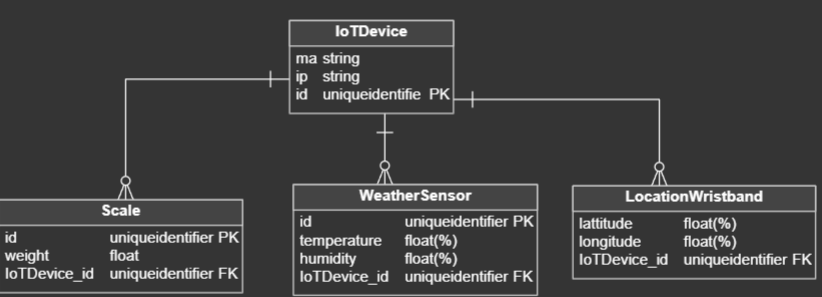 IoTDevice
ma string
ip string
id uniqueidentifie PK
Scale
id uniqueidentifier PK
weight float
IoTDevice_id uniqueidentifier FK
WeatherSensor
id uniqueidentifier PK
temperature float(%)
humidity float(%)
IoTDevice_id uniqueidentifier FK
LocationWristband
lattitude float(%)
longitude float(%)
IoTDevice_id uniqueidentifier FK